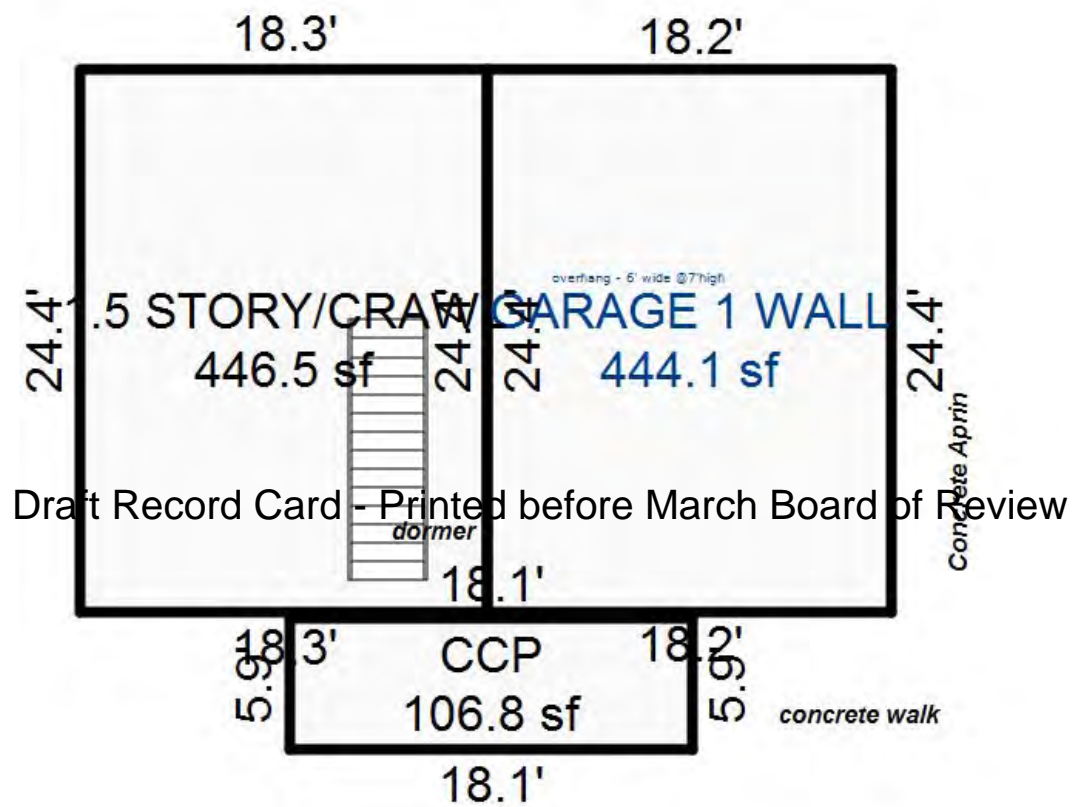 18.3'
18.2'
overhang - 6' wide @7'high
.5 STORY/CRAWL
GARAGE 1 WALL
24.4'
446.5 sf
24.4'
24.4'
444.1 sf
24.4'
Concrete Aprin
Draft Record Card - Printed before March Board of Review
dormer
18.1'
18.3'
18.2'
5.9'
CCP
106.8 sf
5.9'
concrete walk
18.1'